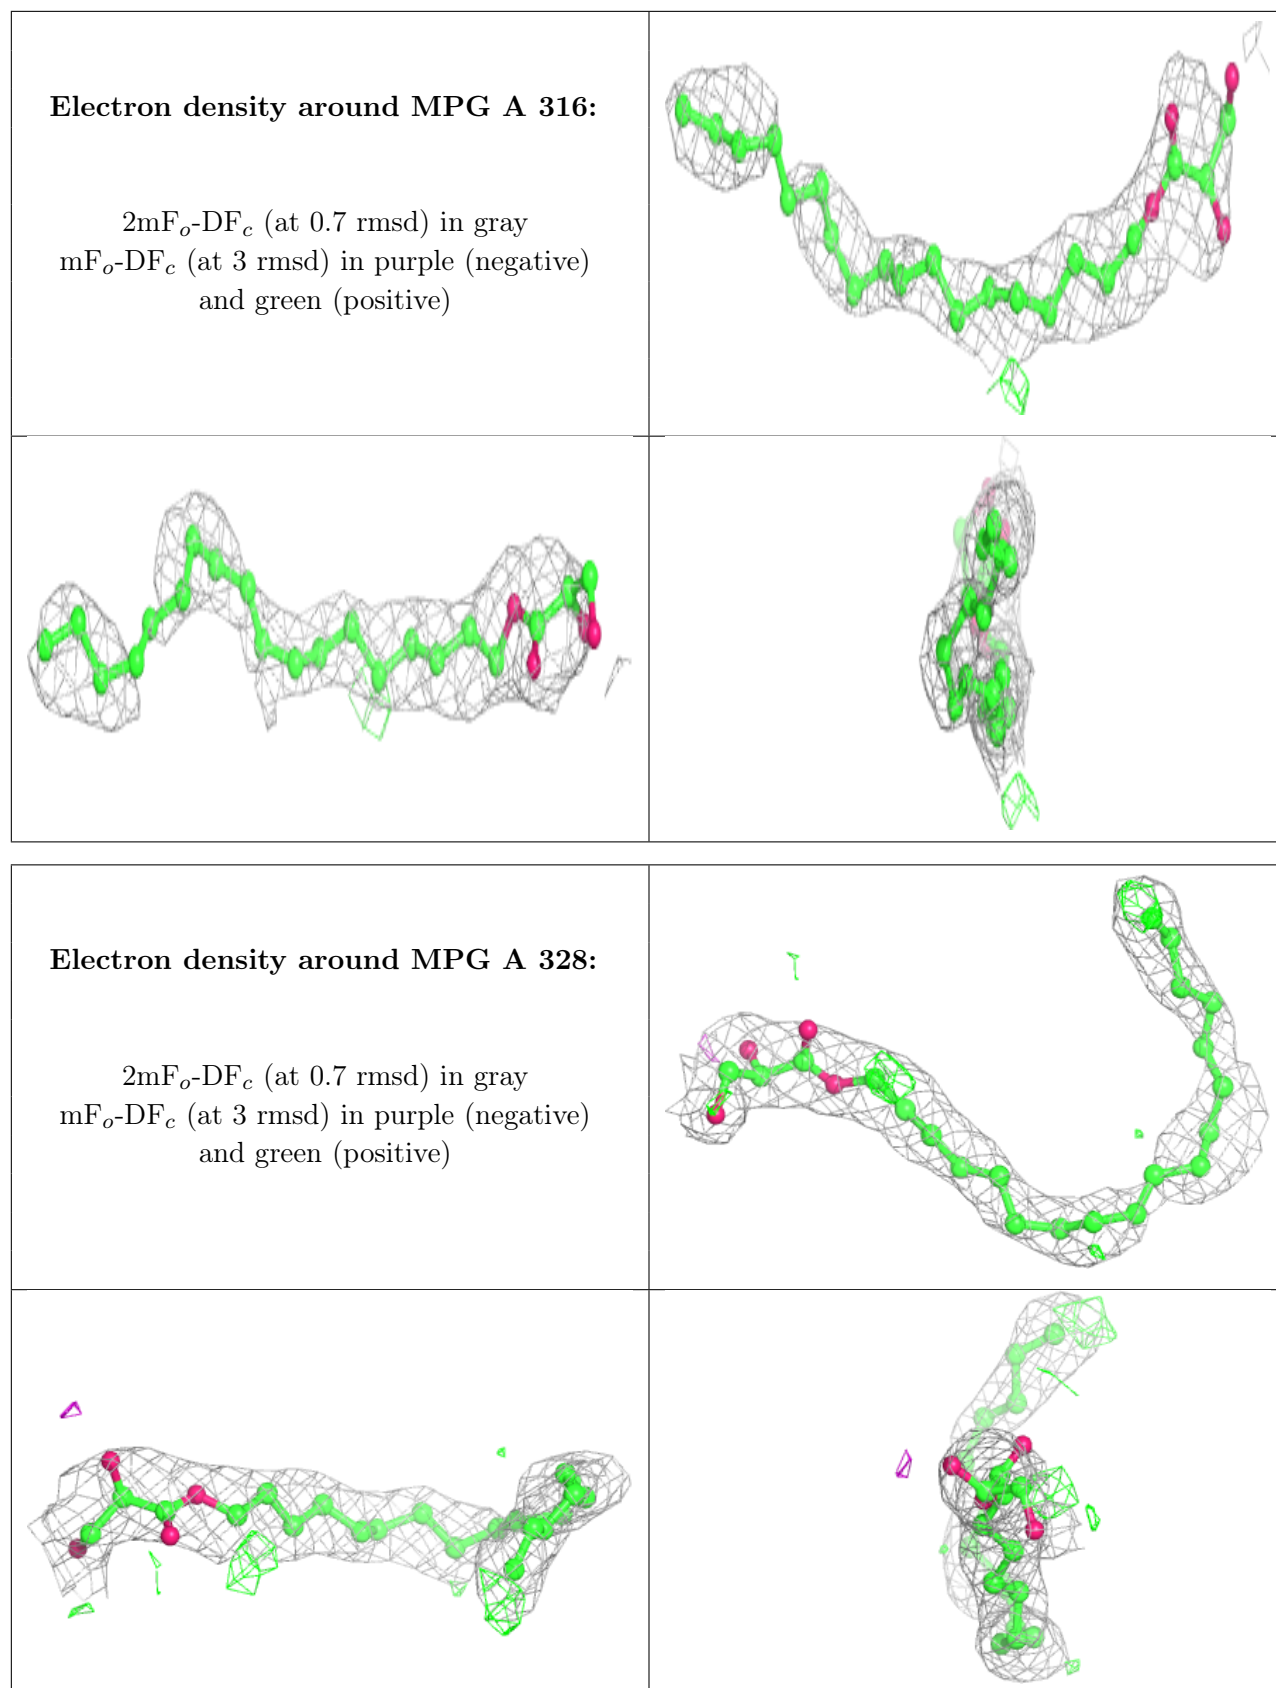 Electron density around MPG A 316:
2mFo-DFc (at 0.7 rmsd) in gray
mFo-DFc (at 3 rmsd) in purple (negative)
and green (positive)
Electron density around MPG A 328:
2mFo-DFc (at 0.7 rmsd) in gray
mFo-DFc (at 3 rmsd) in purple (negative)
and green (positive)